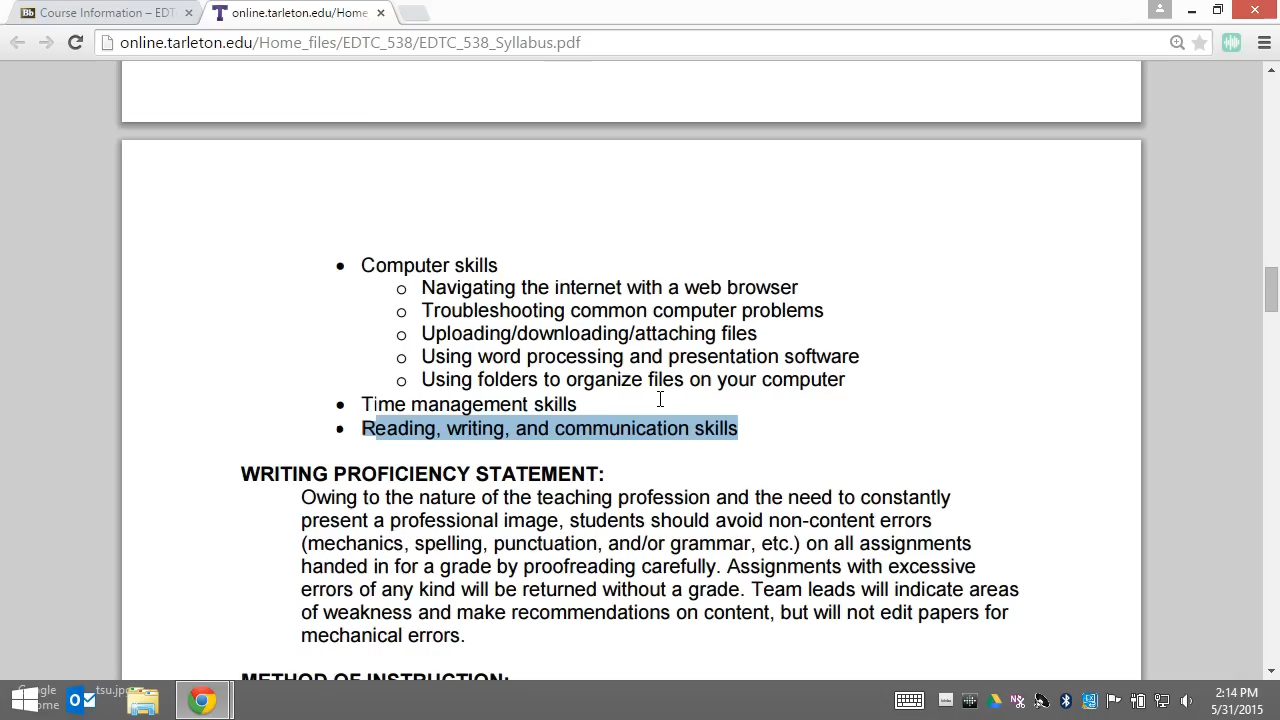 Course Information – EDT
online.tarleton.edu/Home
online.tarleton.edu/Home_files/EDTC_538/EDTC_538_Syllabus.pdf
• Computer skills
o Navigating the internet with a web browser
o Troubleshooting common computer problems
o Uploading/downloading/attaching files
o Using word processing and presentation software
o Using folders to organize files on your computer
• Time management skills
• Reading, writing, and communication skills
WRITING PROFICIENCY STATEMENT:
Owing to the nature of the teaching profession and the need to constantly
present a professional image, students should avoid non-content errors
(mechanics, spelling, punctuation, and/or grammar, etc.) on all assignments
handed in for a grade by proofreading carefully. Assignments with excessive
errors of any kind will be returned without a grade. Team leads will indicate areas
of weakness and make recommendations on content, but will not edit papers for
mechanical errors.
METHOD OF INSTRUCTION:
Google
tsu.jp
2:14 PM
5/31/2015